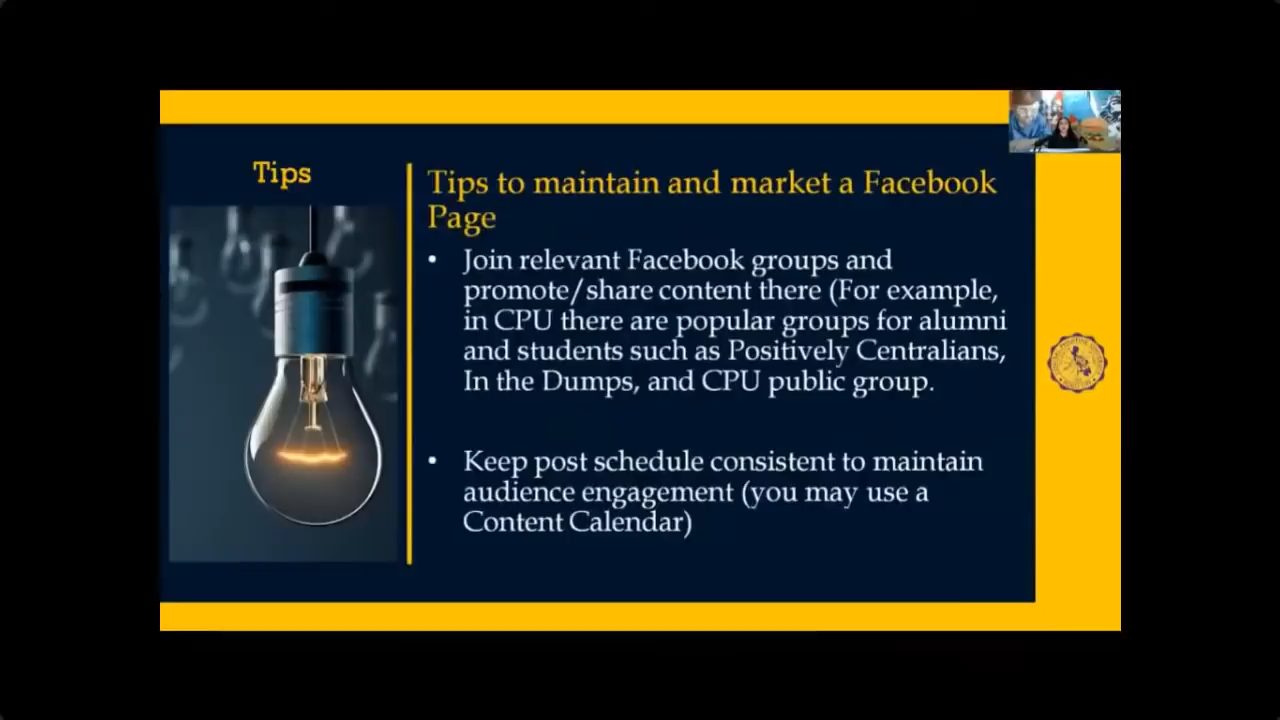 Tips
Tips to maintain and market a Facebook
Page
• Join relevant Facebook groups and
promote/share content there (For example,
in CPU there are popular groups for alumni
and students such as Positively Centralians,
In the Dumps, and CPU public group.
• Keep post schedule consistent to maintain
audience engagement (you may use a
Content Calendar)